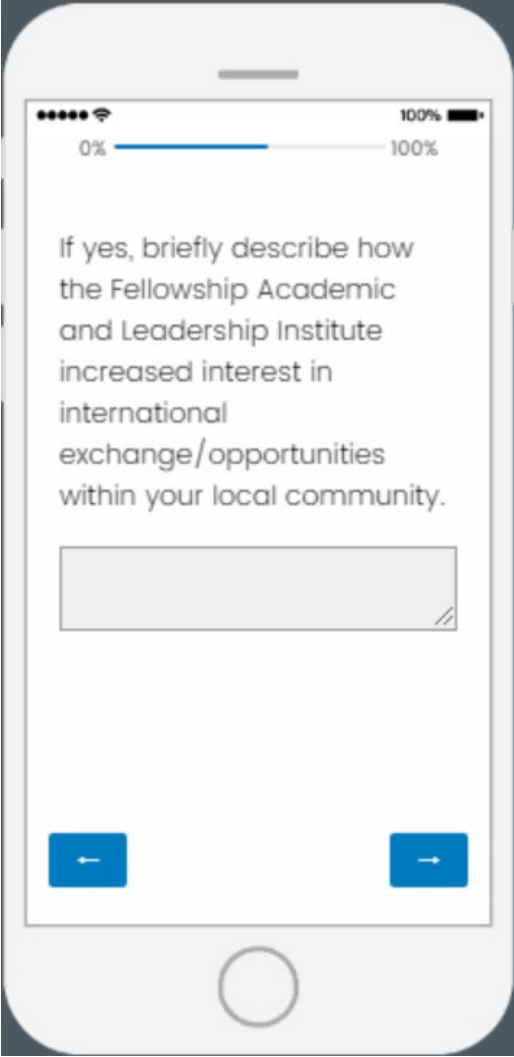 100%
0% 100%
If yes, briefly describe how
the Fellowship Academic
and Leadership Institute
increased interest in
international
exchange/opportunities
within your local community.
←
→